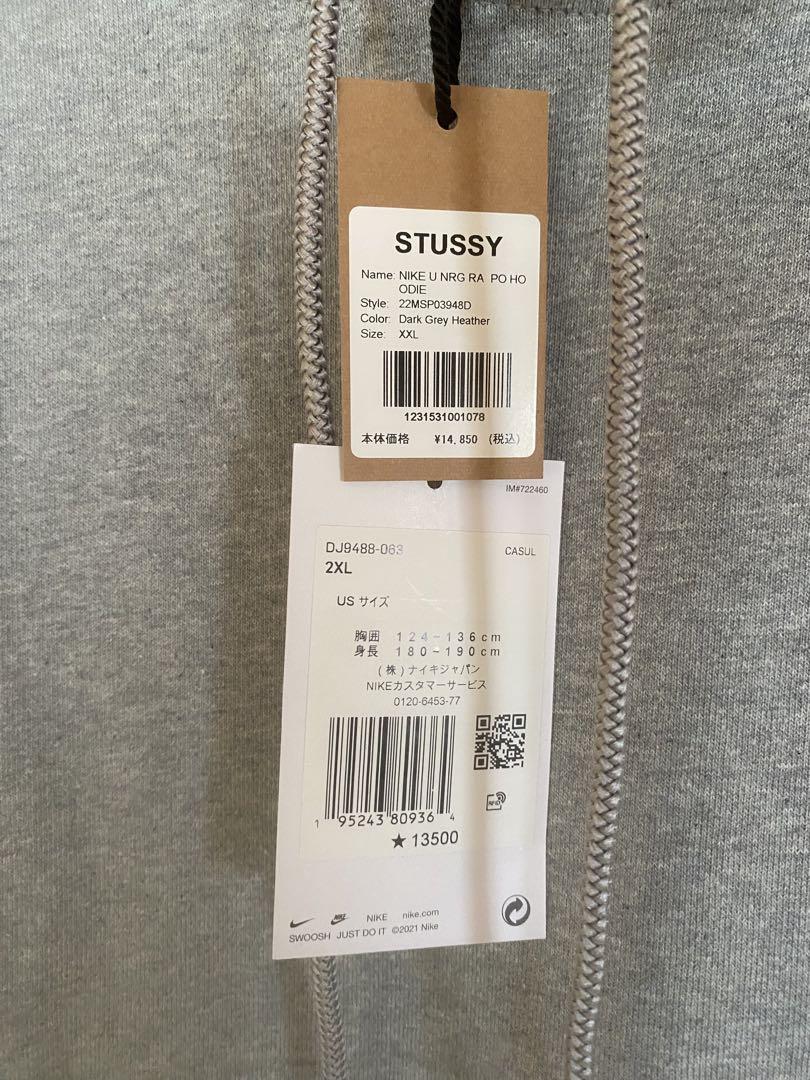 STUSSY
Name: NIKE U NRG RA PO HO
ODIE
Style: 22MSP03948D
Color: Dark Grey Heather
Size: XXL
1231531001078
本体価格 ¥14,850 (税込)
IM#722460
DJ9488-063 CASUL
2XL
US サイズ
胸囲 124~136cm
身長 180~190cm
(株)ナイキジャパン
NIKEカスタマーサービス
0120-6453-77
RFID
1 95243 80936 4
★13500
NIKE NIKE nike.com
SWOOSH JUST DO IT ©2021 Nike